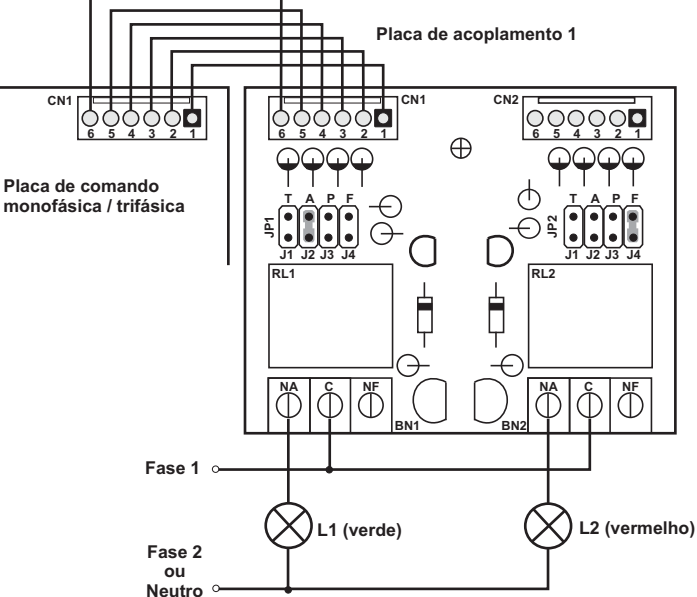 Placa de acoplamento 1
CN1
6 5 4 3 2 1
CN1
6 5 4 3 2 1
CN2
6 5 4 3 2 1
Placa de comando
monofásica / trifásica
T A P F
JP1
J1 J2 J3 J4
T A P F
JP2
J1 J2 J3 J4
RL1
RL2
NA C NF
BN1
NA C NF
BN2
Fase 1
L1 (verde)
L2 (vermelho)
Fase 2
ou
Neutro